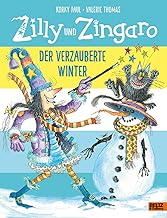 KORKY PAUL • VALERIE THOMAS
Zilly UND Zingaro
DER VERZAUBERTE
WINTER